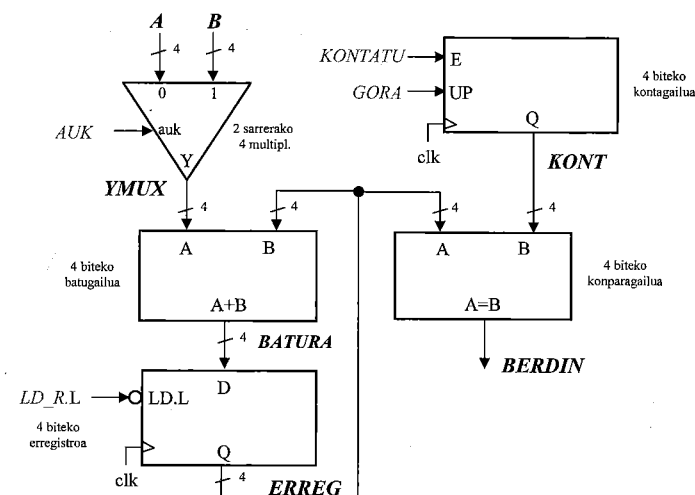 A B
4 4
KONTATU E
GORA UP
4 biteko
kontagailua
Q
clk
KONT
0 1
AUK auk
2 sarrerako
4 multipl.
Y
YMUX
4 4 4 4
A B
4 biteko
batugailua
A+B
A B
4 biteko
konparagailua
A=B
4 BATURA
BERDIN
D
LD_R.L LD.L
4 biteko
erregistroa
clk
Q
4
ERREG